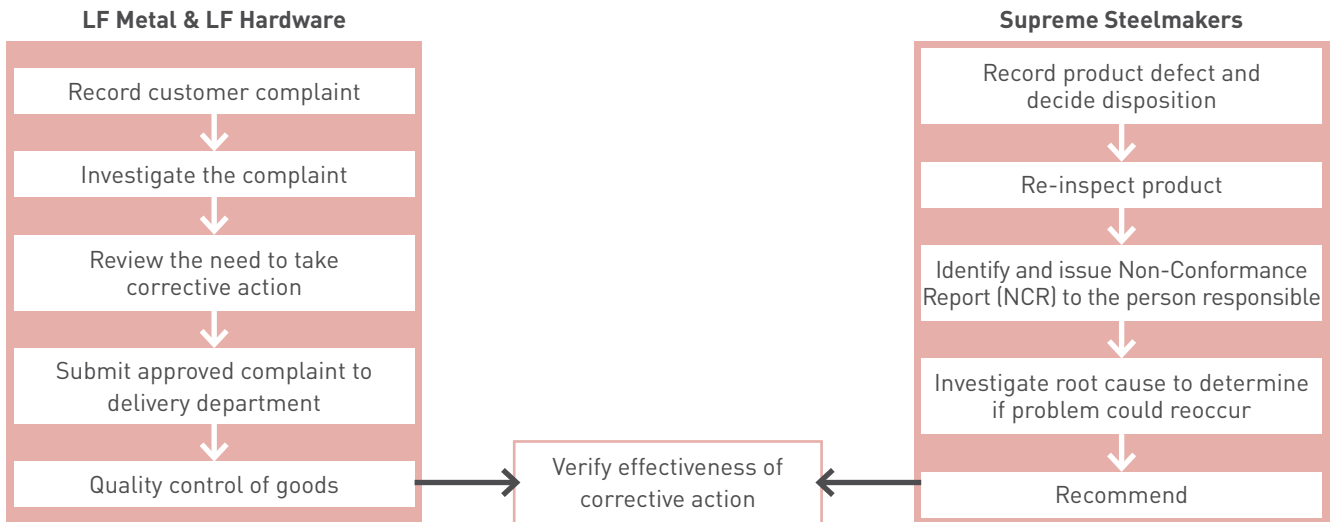 LF Metal & LF Hardware
Record customer complaint
Investigate the complaint
Review the need to take
corrective action
Submit approved complaint to
delivery department
Quality control of goods
Verify effectiveness of
corrective action
Supreme Steelmakers
Record product defect and
decide disposition
Re-inspect product
Identify and issue Non-Conformance
Report (NCR) to the person responsible
Investigate root cause to determine
if problem could reoccur
Recommend